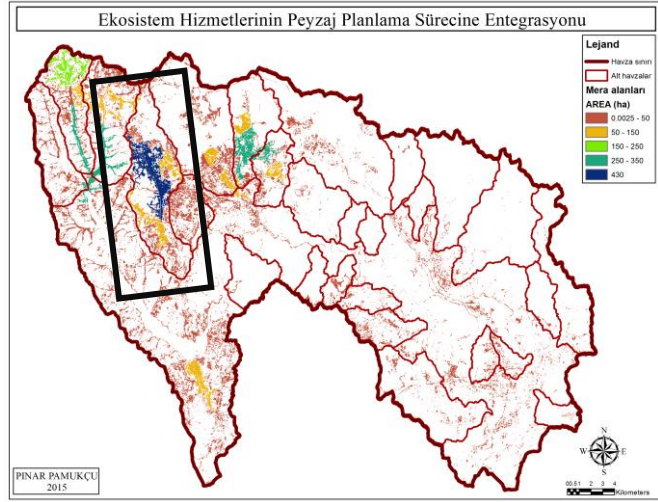 Ekosistem Hizmetlerinin Peyzaj Planlama Sürecine Entegrasyonu
Lejand
Havza sınırı
Alt havzalar
Mera alanları
AREA (ha)
0.0025 - 50
50 - 150
150 - 250
250 - 350
430
N
W E
S
PINAR PAMUKÇU
2015
2 3 4
Kilometers